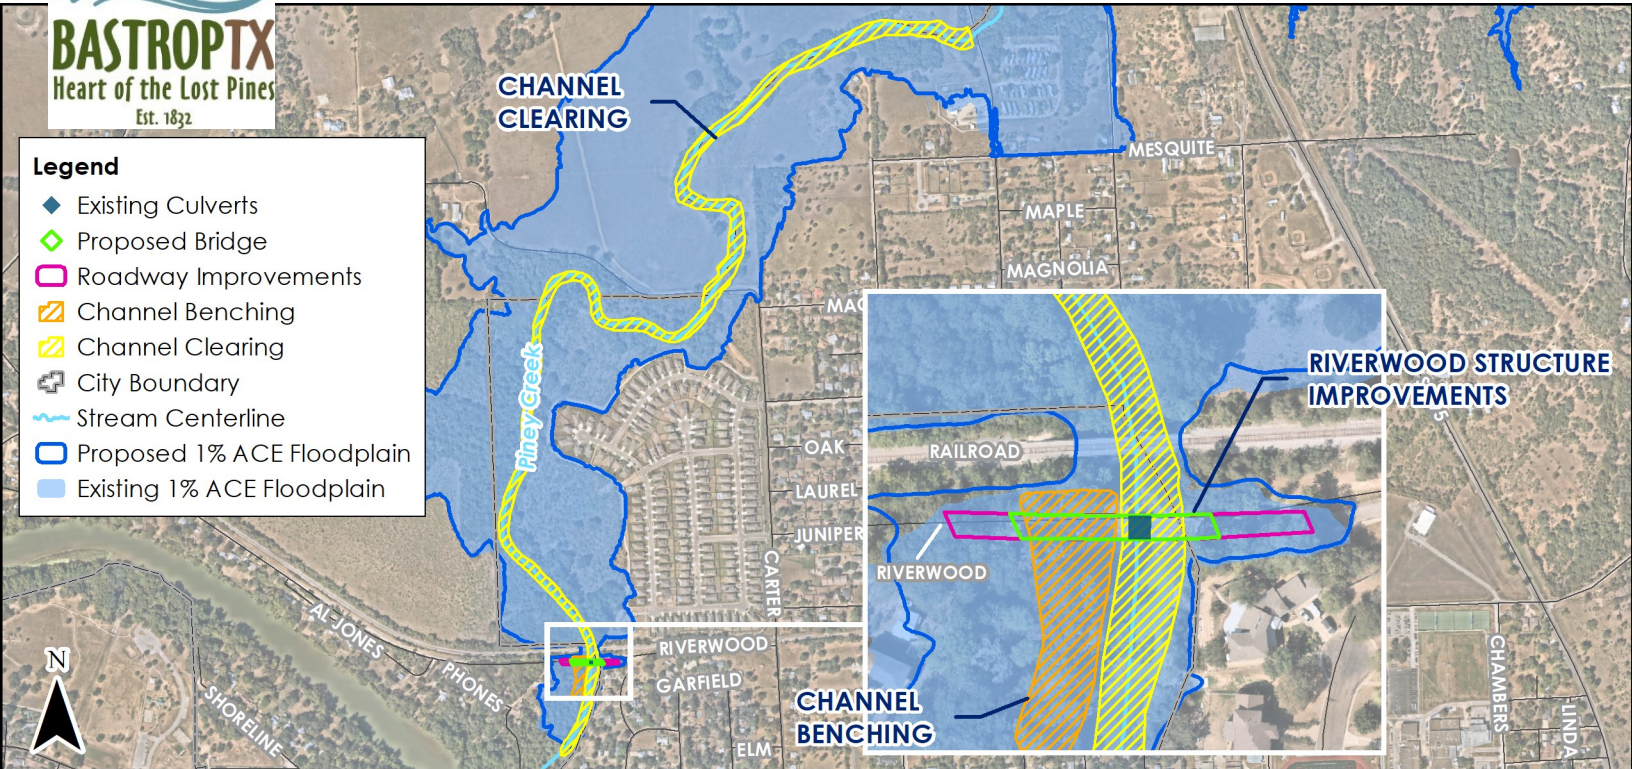 BASTROPTX
Heart of the Lost Pines
Est. 1832
Legend
Existing Culverts
Proposed Bridge
Roadway Improvements
Channel Benching
Channel Clearing
City Boundary
Stream Centerline
Proposed 1% ACE Floodplain
Existing 1% ACE Floodplain
CHANNEL
CLEARING
MESQUITE
MAPLE
MAGNOLIA
MAG
RIVERWOOD STRUCTURE
IMPROVEMENTS
Piney Creek
OAK
LAUREL
JUNIPER
CARTER
RAILROAD
RIVERWOOD
AL JONES
PHONES
SHORELINE
RIVERWOOD
GARFIELD
ELM
CHANNEL
BENCHING
CHAMBERS
LINDA
N